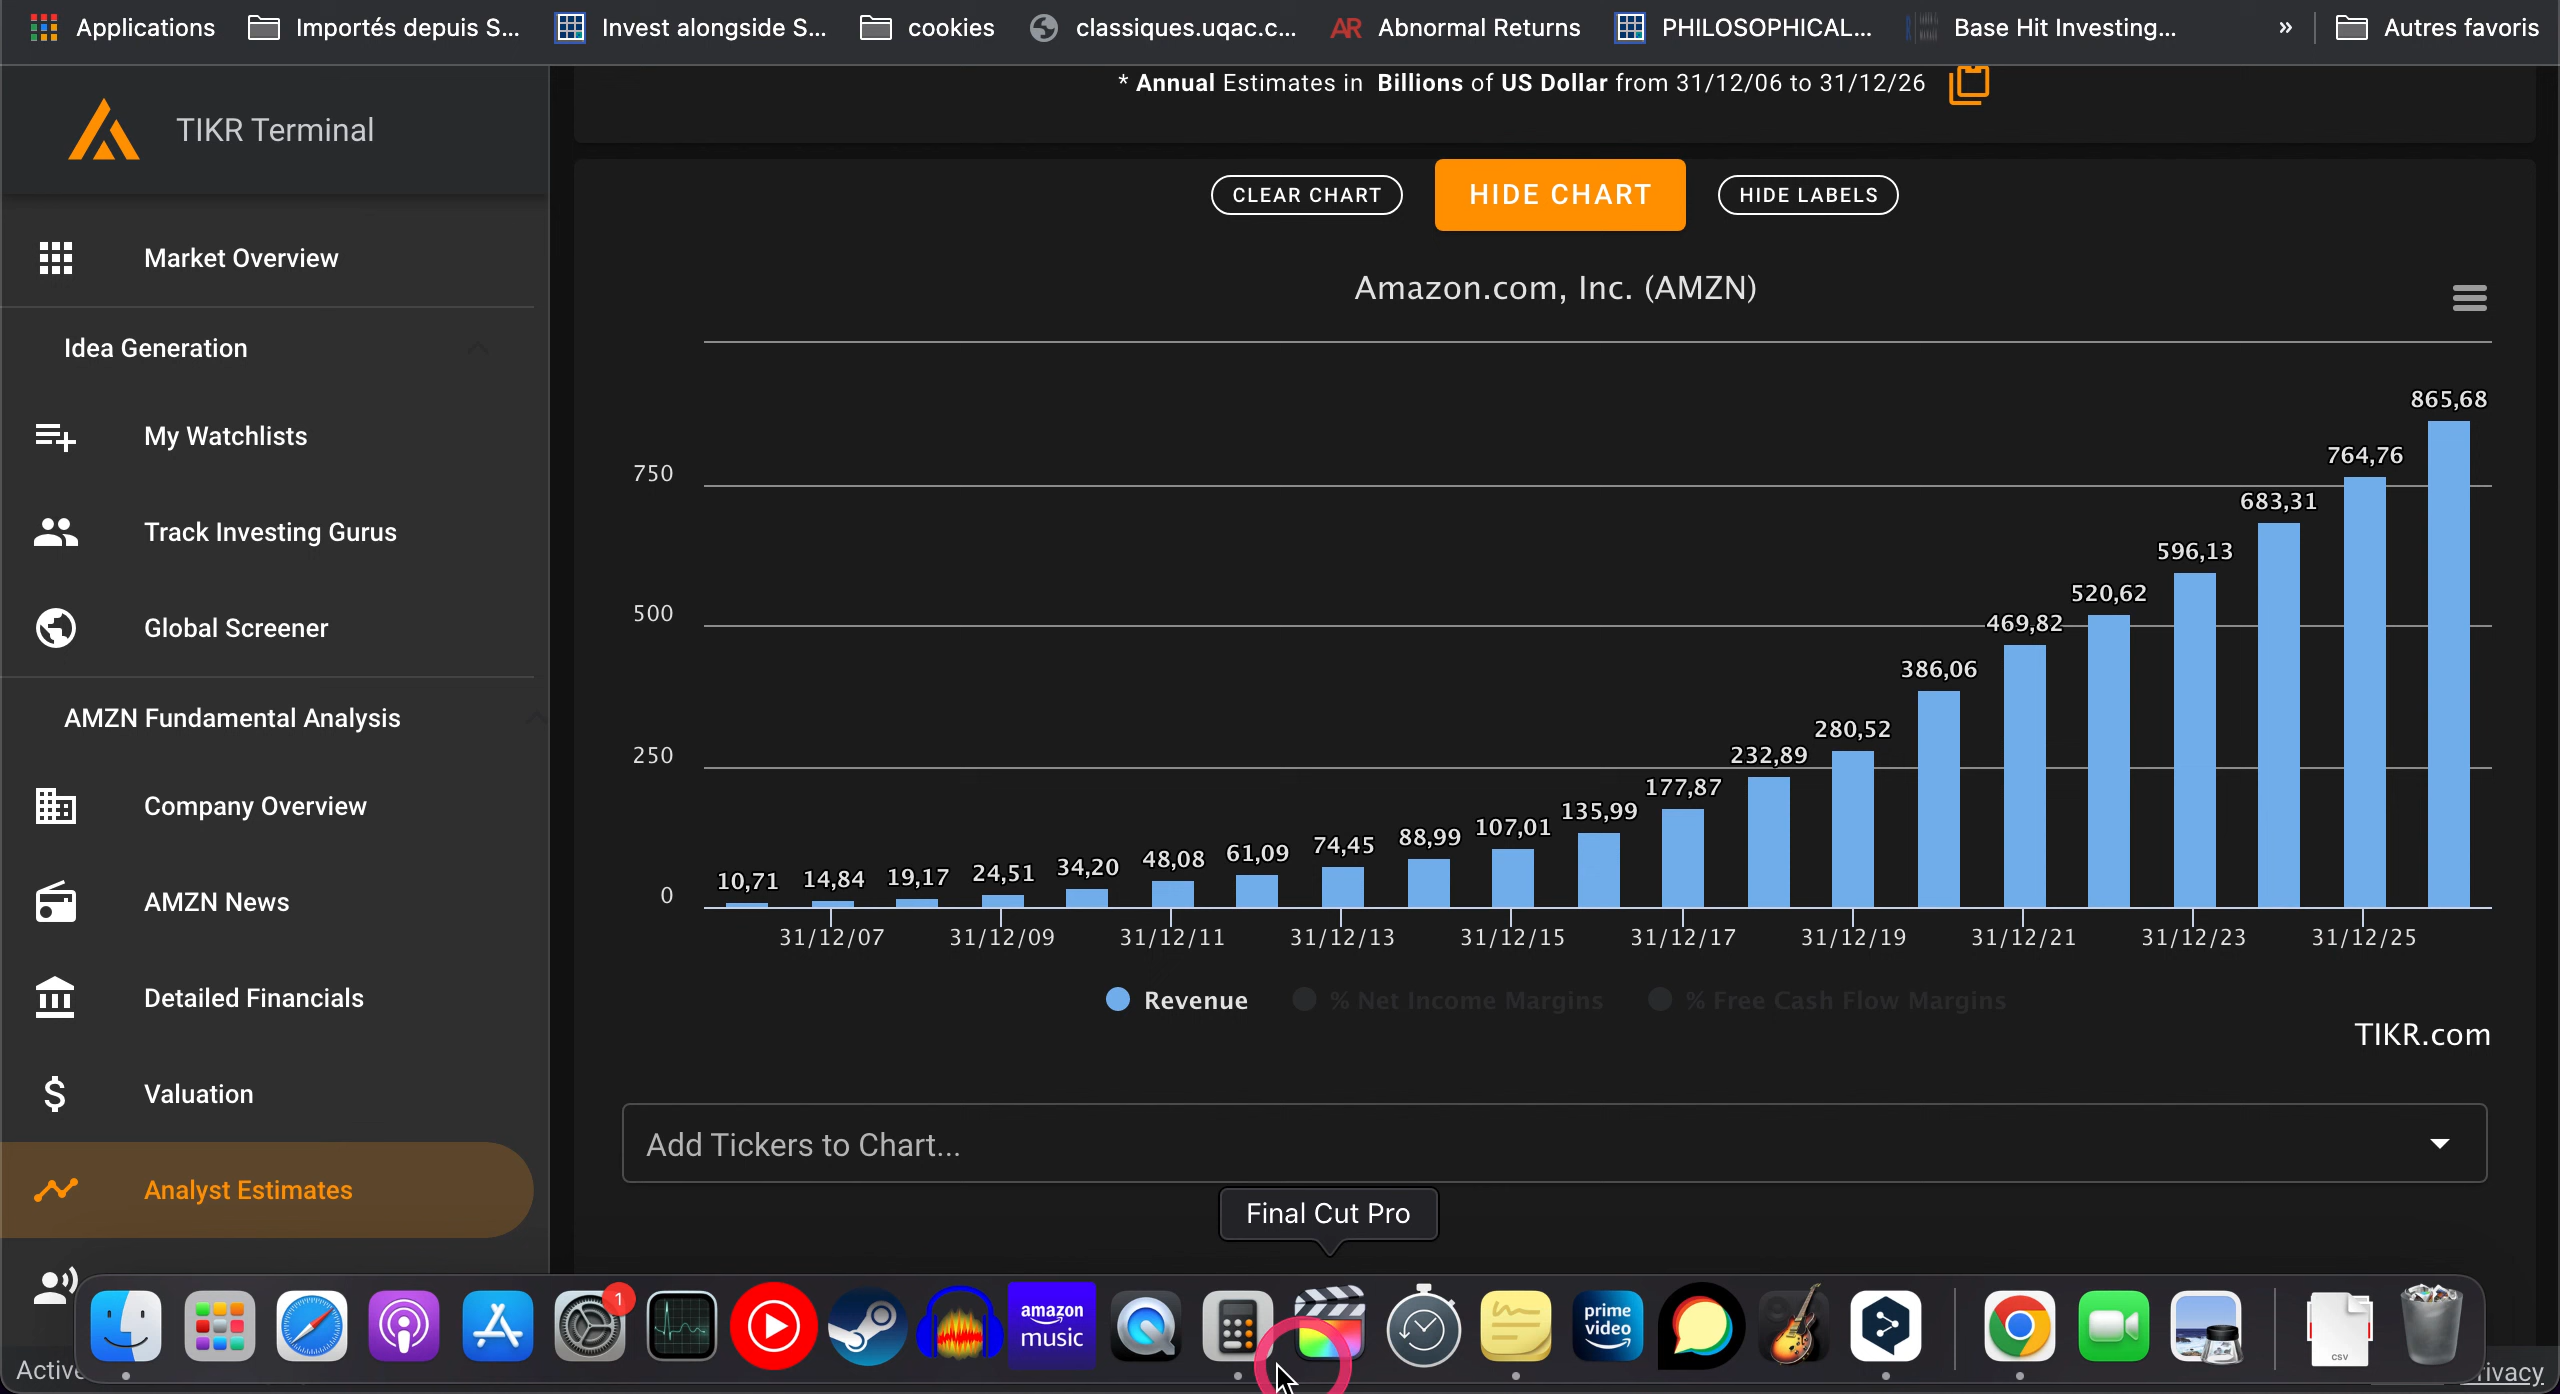 Applications
Importés depuis S...
Invest alongside S...
cookies
classiques.uqac.c...
AR Abnormal Returns
PHILOSOPHICAL...
Base Hit Investing...
»
Autres favoris
* Annual Estimates in Billions of US Dollar from 31/12/06 to 31/12/26
TIKR Terminal
CLEAR CHART
HIDE CHART
HIDE LABELS
Market Overview
Amazon.com, Inc. (AMZN)
Idea Generation
My Watchlists
Track Investing Gurus
Global Screener
AMZN Fundamental Analysis
Company Overview
AMZN News
Detailed Financials
Valuation
Analyst Estimates
750
500
250
0
10,71
14,84
19,17
24,51
34,20
48,08
61,09
74,45
88,99
107,01
135,99
177,87
232,89
280,52
386,06
469,82
520,62
596,13
683,31
764,76
865,68
31/12/07
31/12/09
31/12/11
31/12/13
31/12/15
31/12/17
31/12/19
31/12/21
31/12/23
31/12/25
Revenue
% Net Income Margins
% Free Cash Flow Margins
TIKR.com
Add Tickers to Chart...
Final Cut Pro
1
amazon
music
prime
video
CSV
Active
rivacy